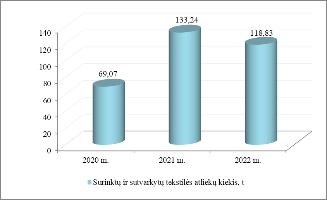 133,24
118,83
69,07
140
120
100
80
60
40
20
0
2020 m.
2021 m.
2022 m.
Surinktų ir sutvarkytų tekstilės atliekų kiekis, t